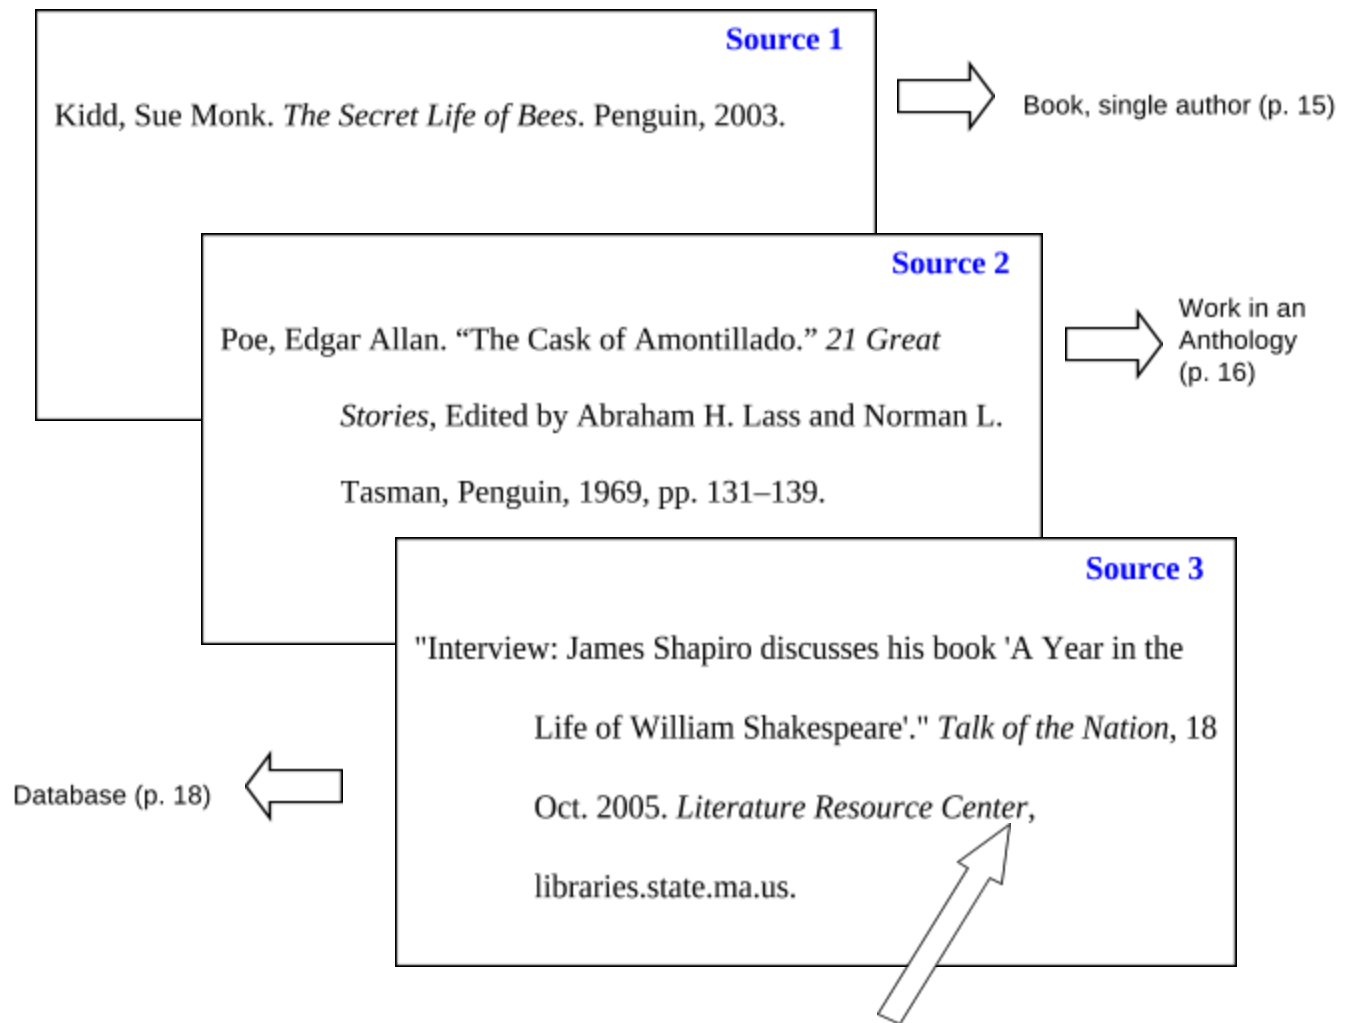 Source 1
Kidd, Sue Monk. The Secret Life of Bees. Penguin, 2003.
Book, single author (p. 15)
Source 2
Poe, Edgar Allan. “The Cask of Amontillado.” 21 Great
Stories, Edited by Abraham H. Lass and Norman L.
Tasman, Penguin, 1969, pp. 131–139.
Work in an
Anthology
(p. 16)
Source 3
"Interview: James Shapiro discusses his book 'A Year in the
Life of William Shakespeare'." Talk of the Nation, 18
Oct. 2005. Literature Resource Center,
libraries.state.ma.us.
Database (p. 18)